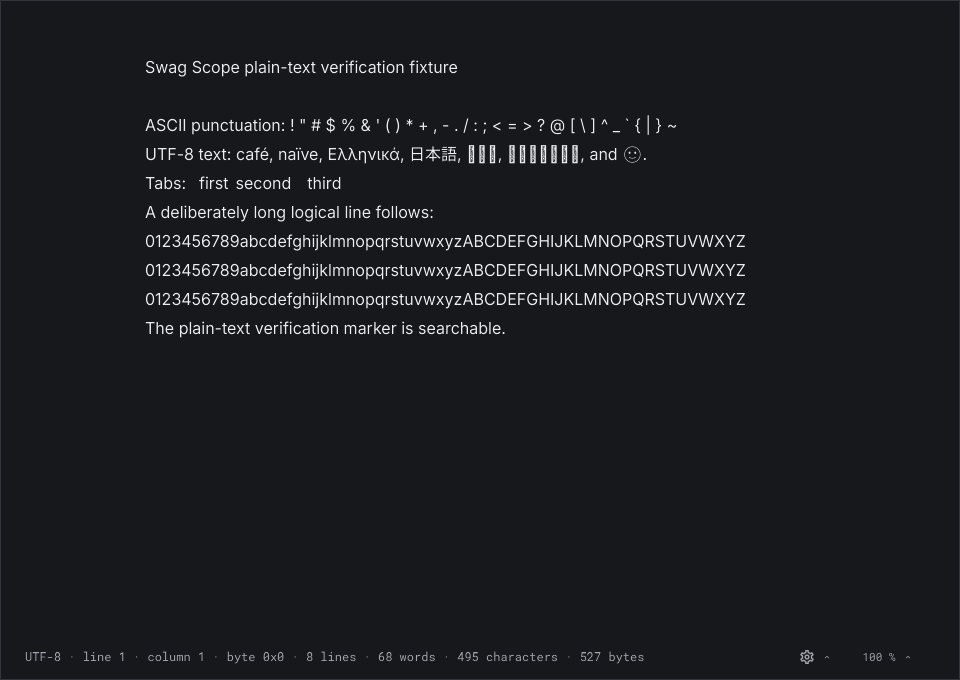 Swag Scope plain-text verification fixture
ASCII punctuation: ! " # $ % & ' ( ) * + , - . / : ; < = > ? @ [ \ ] ^ _ ` { | } ~
UTF-8 text: café, naïve, Ελληνικά, 日本語, , , and ☺.
Tabs: first second third
A deliberately long logical line follows:
0123456789abcdefghijklmnopqrstuvwxyzABCDEFGHIJKLMNOPQRSTUVWXYZ
0123456789abcdefghijklmnopqrstuvwxyzABCDEFGHIJKLMNOPQRSTUVWXYZ
0123456789abcdefghijklmnopqrstuvwxyzABCDEFGHIJKLMNOPQRSTUVWXYZ
The plain-text verification marker is searchable.
UTF-8 · line 1 · column 1 · byte 0x0 · 8 lines · 68 words · 495 characters · 527 bytes
100 %